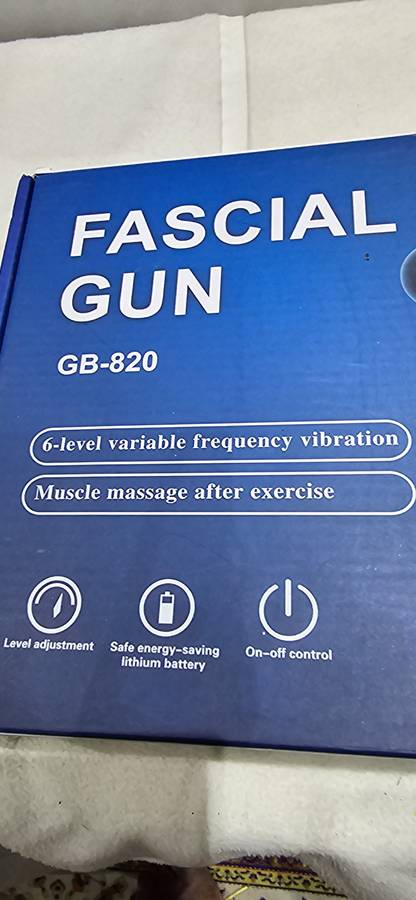 FASCIAL
GUN
GB-820
6-level variable frequency vibration
Muscle massage after exercise
Level adjustment
Safe energy-saving
lithium battery
On-off control